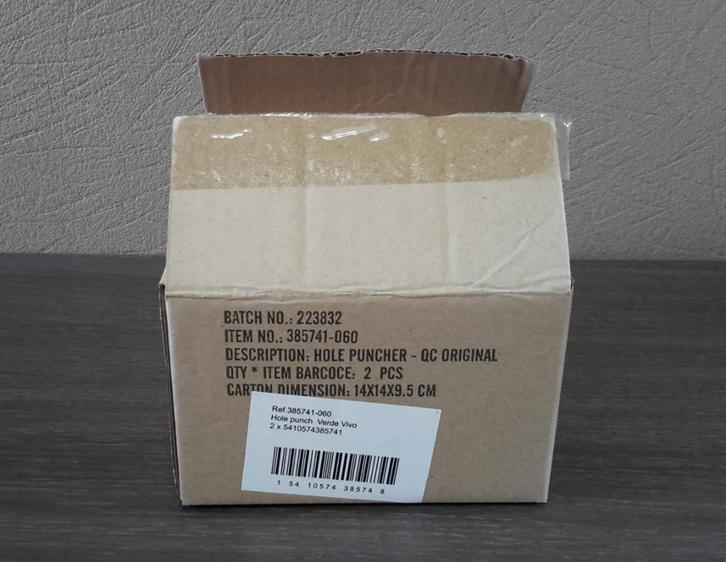 BATCH NO.: 223832
ITEM NO.: 385741-060
DESCRIPTION: HOLE PUNCHER - QC ORIGINAL
QTY * ITEM BARCOCE: 2 PCS
CARTON DIMENSION: 14X14X9.5 CM
Ref.385741-060
Hole punch Verde Vivo
2 x 5410574385741
1 54 10574 38574 8